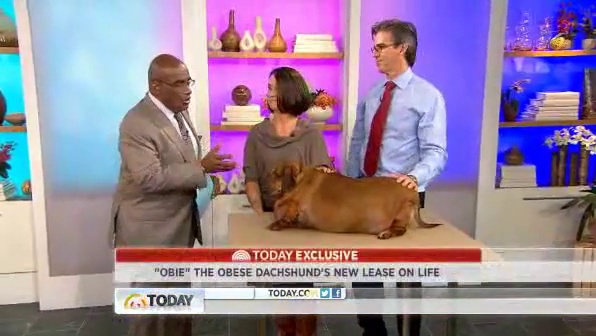 TODAY EXCLUSIVE
"OBIE" THE OBESE DACHSHUND'S NEW LEASE ON LIFE
TODAY TODAY.COM